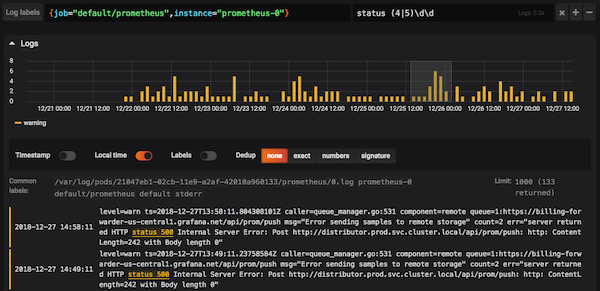 Log labels {job="default/prometheus",instance="prometheus-0"} status (4|5)\d\d Logs: 0.2s
Logs
8
6
4
2
0
12/21 00:00 12/21 12:00 12/22 00:00 12/22 12:00 12/23 00:00 12/23 12:00 12/24 00:00 12/24 12:00 12/25 00:00 12/25 12:00 12/26 00:00 12/26 12:00 12/27 00:00 12/27 12:00
warning
Timestamp Local time Labels Dedup none exact numbers signature
Common labels: /var/log/pods/21047eb1-02cb-11e9-a2af-42010a960133/prometheus/0.log prometheus-0
default/prometheus default stderr
Limit: 1000 (133 returned)
level=warn ts=2018-12-27T13:58:11.804308101Z caller=queue_manager.go:531 component=remote queue=1:https://billing-fo
rwarder-us-central1.grafana.net/api/prom/push msg="Error sending samples to remote storage" count=2 err="server retur
2018-12-27 14:58:11 ned HTTP status 500 Internal Server Error: Post http://distributor.prod.svc.cluster.local/api/prom/push: http: Content
Length=242 with Body length 0"
level=warn ts=2018-12-27T13:49:11.23758584Z caller=queue_manager.go:531 component=remote queue=1:https://billing-for
warder-us-central1.grafana.net/api/prom/push msg="Error sending samples to remote storage" count=2 err="server return
2018-12-27 14:49:11 ed HTTP status 500 Internal Server Error: Post http://distributor.prod.svc.cluster.local/api/prom/push: http: ContentL
ength=242 with Body length 0"